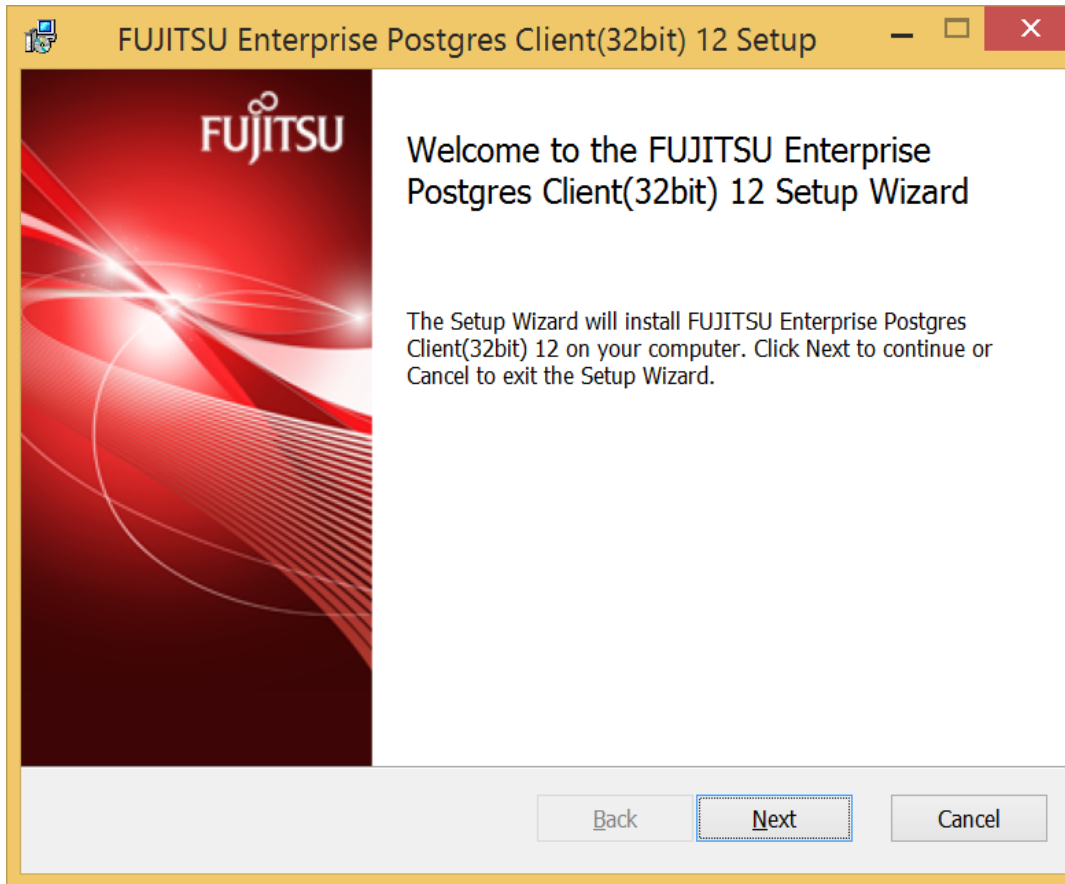 FUJITSU Enterprise Postgres Client(32bit) 12 Setup
FUJITSU
Welcome to the FUJITSU Enterprise
Postgres Client(32bit) 12 Setup Wizard
The Setup Wizard will install FUJITSU Enterprise Postgres
Client(32bit) 12 on your computer. Click Next to continue or
Cancel to exit the Setup Wizard.
Back Next Cancel